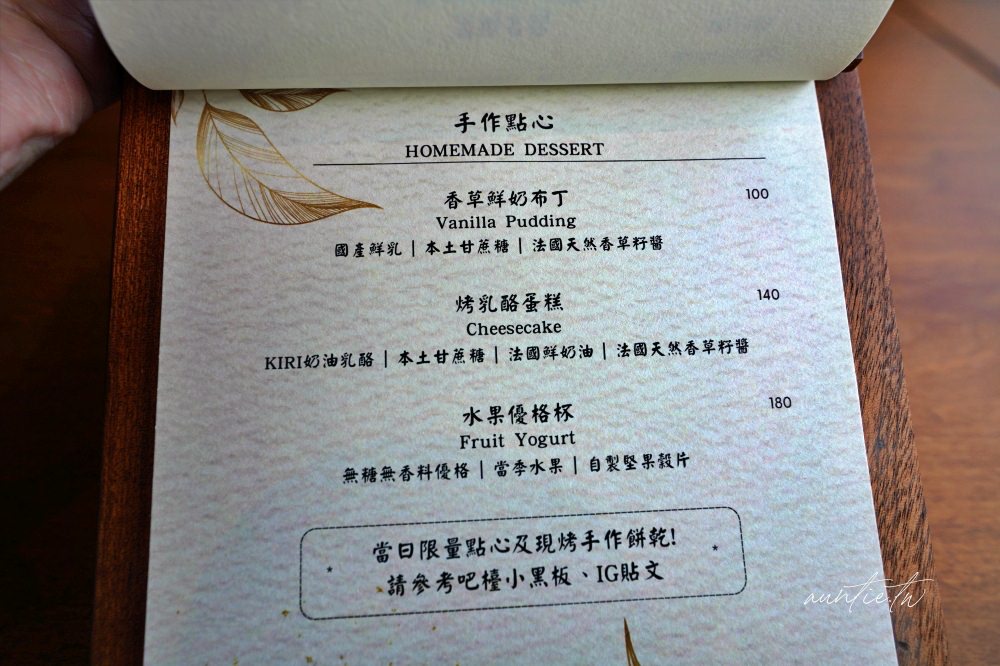 手作點心
HOMEMADE DESSERT
香草鮮奶布丁 100
Vanilla Pudding
國產鮮乳 | 本土甘蔗糖 | 法國天然香草籽醬
烤乳酪蛋糕 140
Cheesecake
KIRI奶油乳酪 | 本土甘蔗糖 | 法國鮮奶油 | 法國天然香草籽醬
水果優格杯 180
Fruit Yogurt
無糖無香料優格 | 當季水果 | 自製堅果穀片
當日限量點心及現烤手作餅乾!
請參考吧檯小黑板、IG貼文
auntie.tw